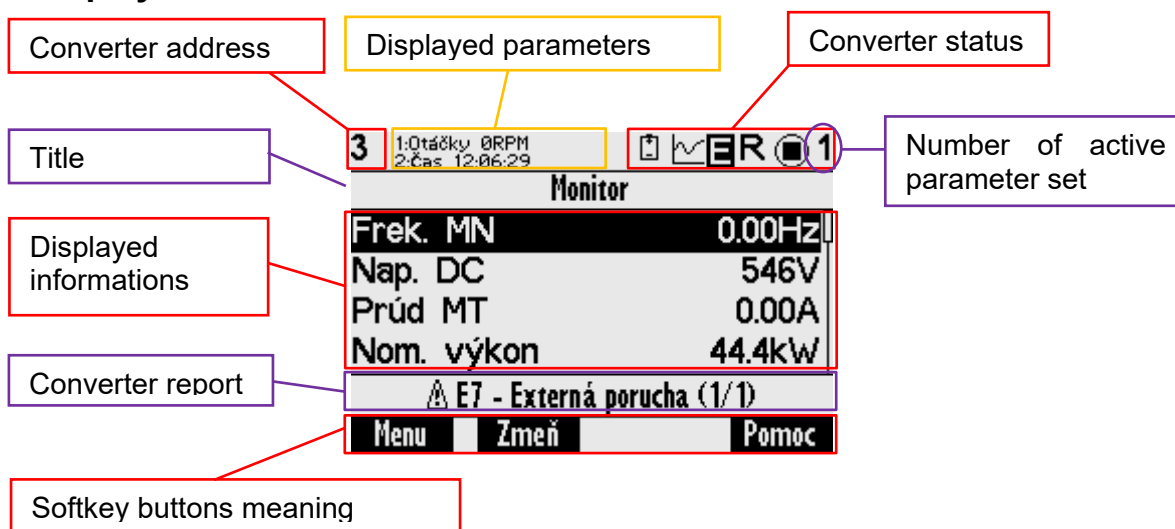 Converter address
Displayed parameters
Converter status
3
1:Otáčky 0RPM
2:Čas 12:06:29
E R 1
Title
Number of active
parameter set
Monitor
Displayed
informations
Frek. MN 0.00Hz
Nap. DC 546V
Prúd MT 0.00A
Nom. výkon 44.4kW
Converter report
E7 - Externá porucha (1/1)
Menu Zmeň Pomoc
Softkey buttons meaning